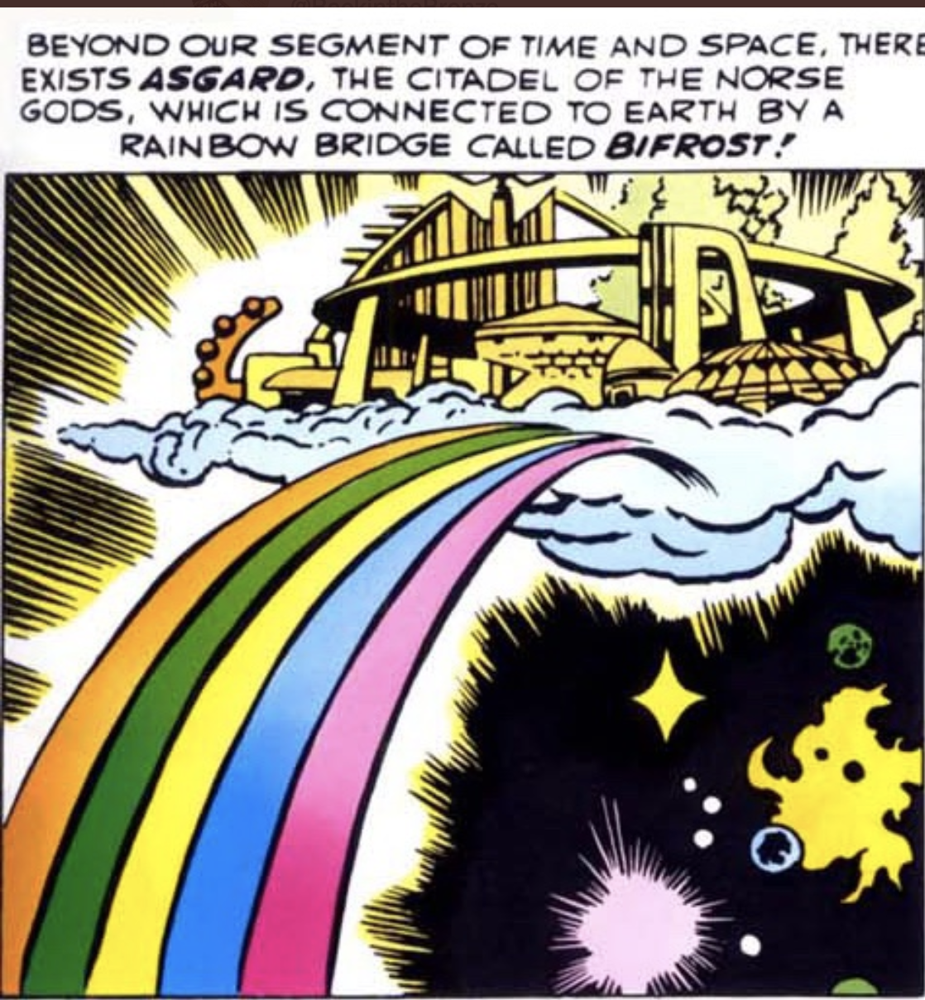 BEYOND OUR SEGMENT OF TIME AND SPACE, THERE
EXISTS ASGARD, THE CITADEL OF THE NORSE
GODS, WHICH IS CONNECTED TO EARTH BY A
RAINBOW BRIDGE CALLED BIFROST!